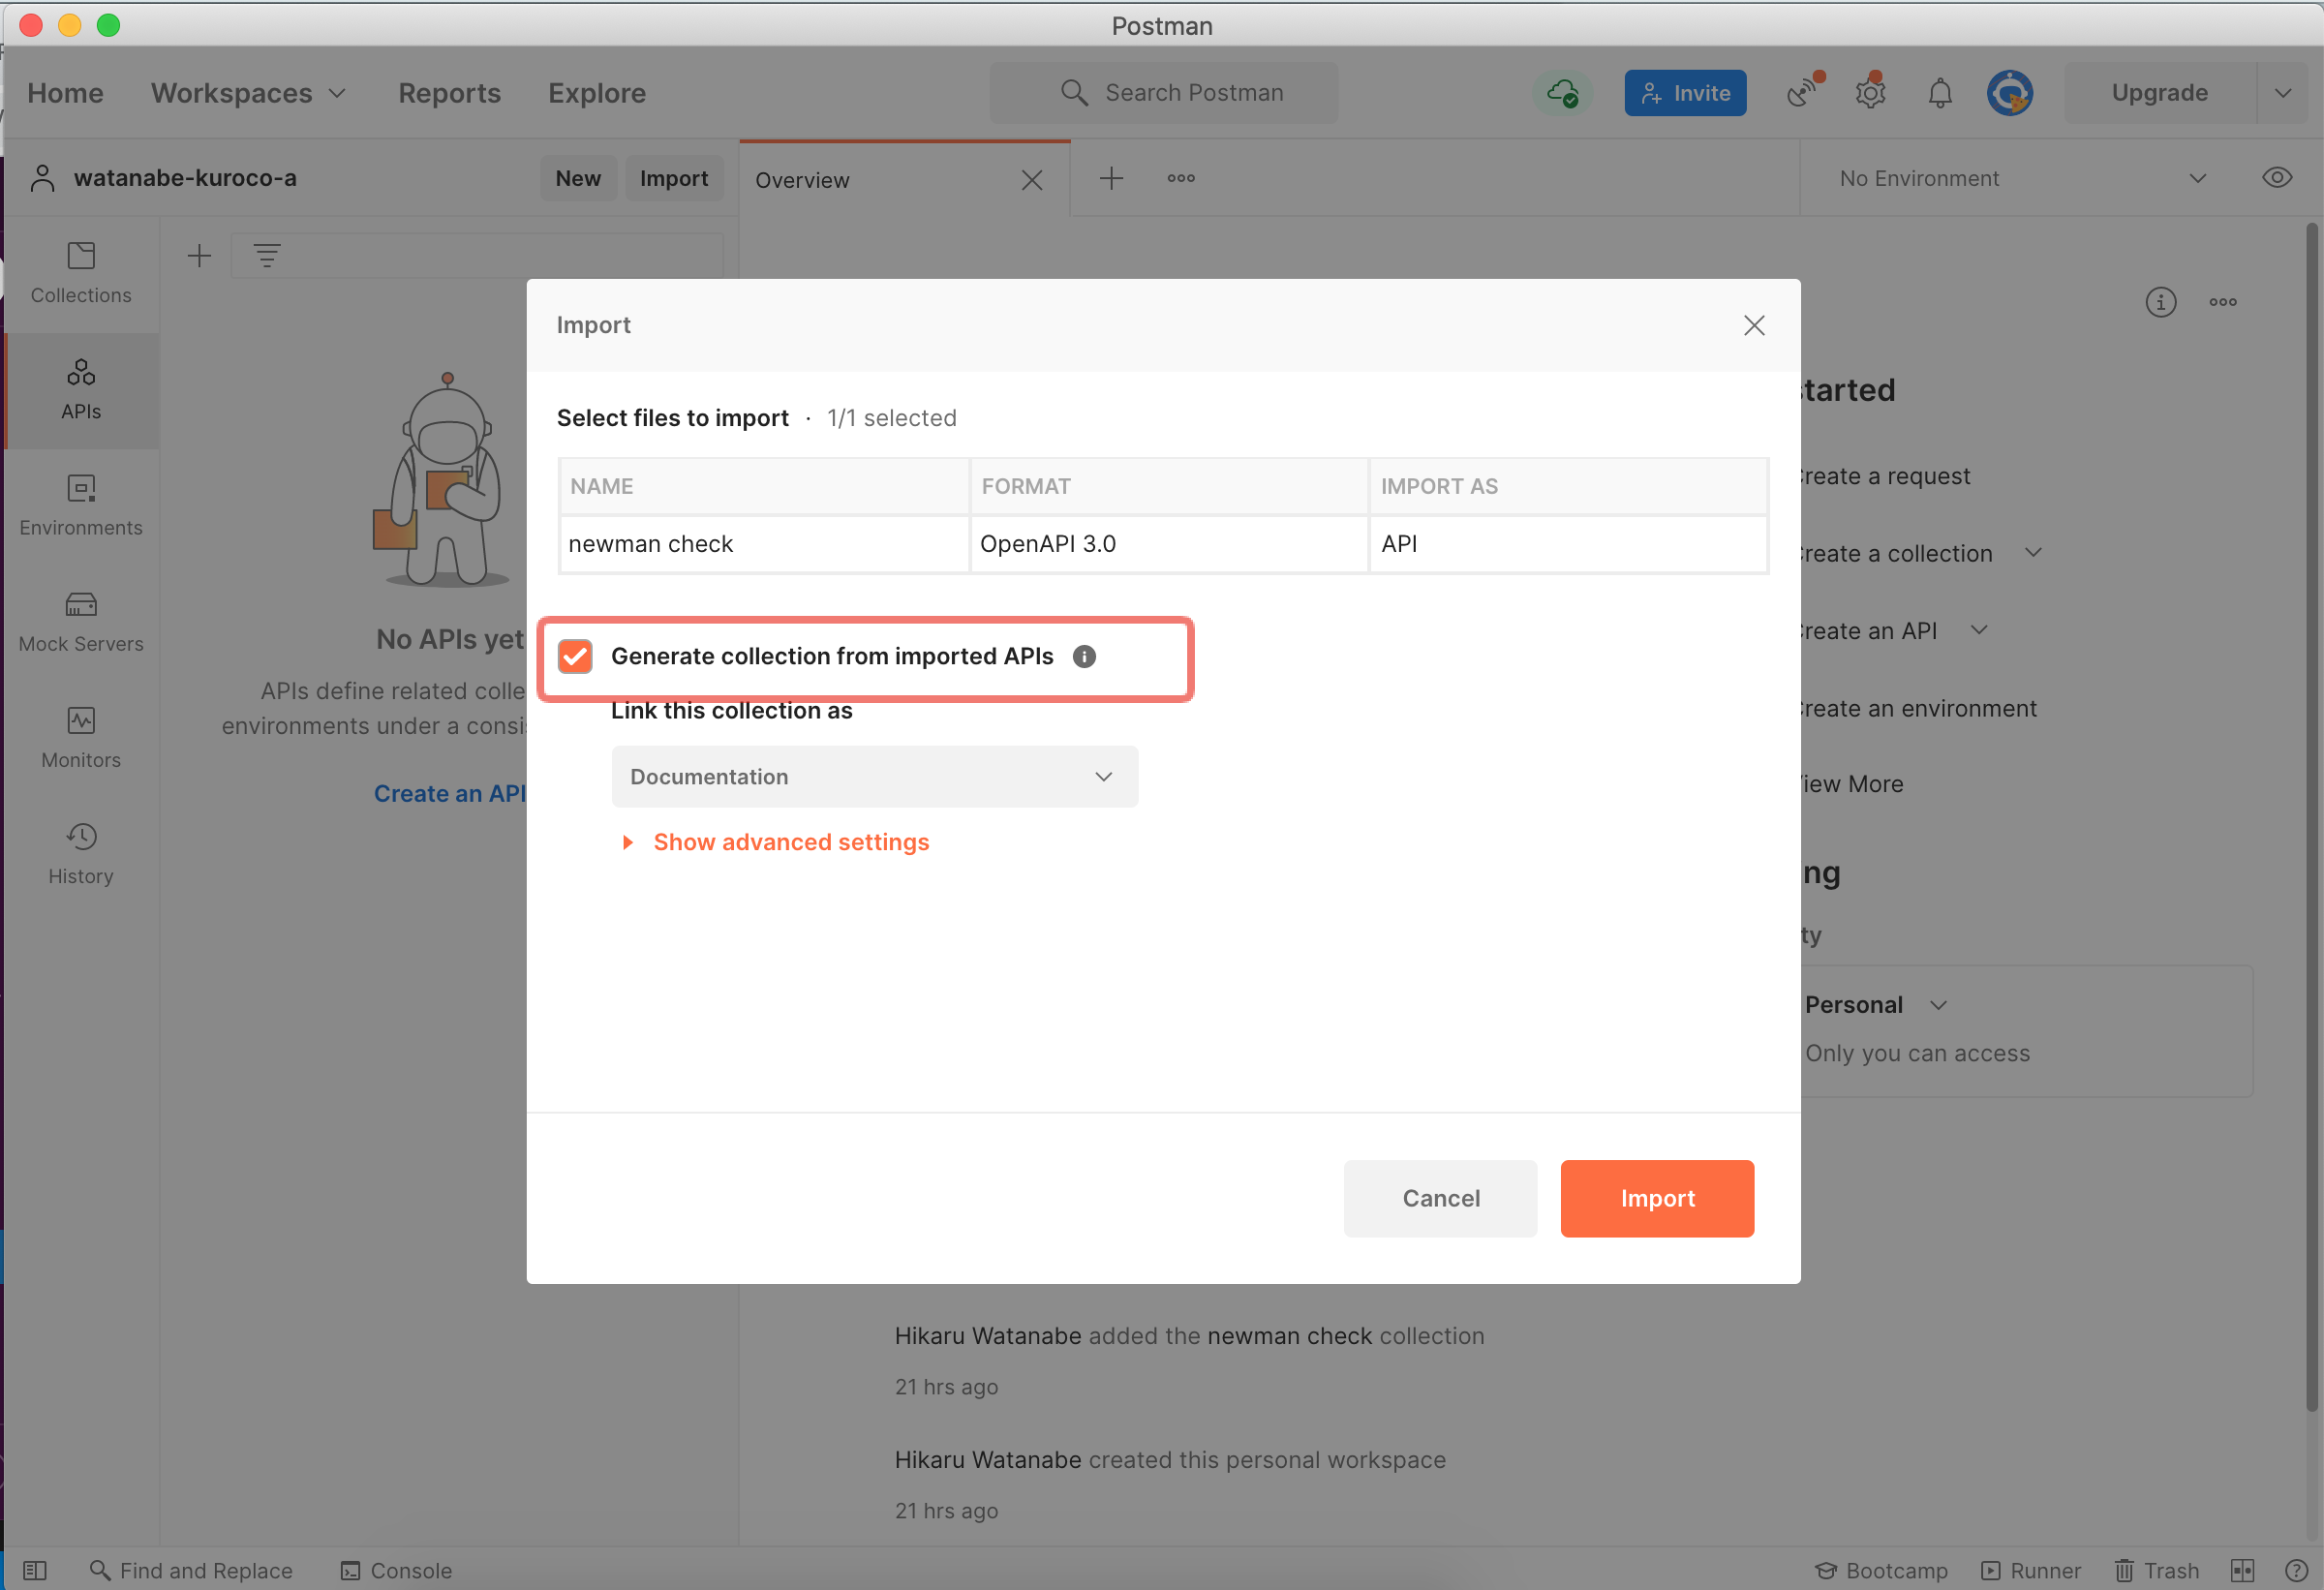 Postman
Home Workspaces Reports Explore Search Postman Invite Upgrade
watanabe-kuroco-a New Import Overview No Environment
Collections
APIs
Environments
Mock Servers
Monitors
History
No APIs yet
APIs define related colle
environments under a consi
Create an API
Import
Select files to import · 1/1 selected
NAME FORMAT IMPORT AS
newman check OpenAPI 3.0 API
Generate collection from imported APIs
Link this collection as
Documentation
Show advanced settings
Cancel Import
started
reate a request
reate a collection
reate an API
reate an environment
iew More
ng
ty
Personal
Only you can access
Hikaru Watanabe added the newman check collection
21 hrs ago
Hikaru Watanabe created this personal workspace
21 hrs ago
Find and Replace Console Bootcamp Runner Trash